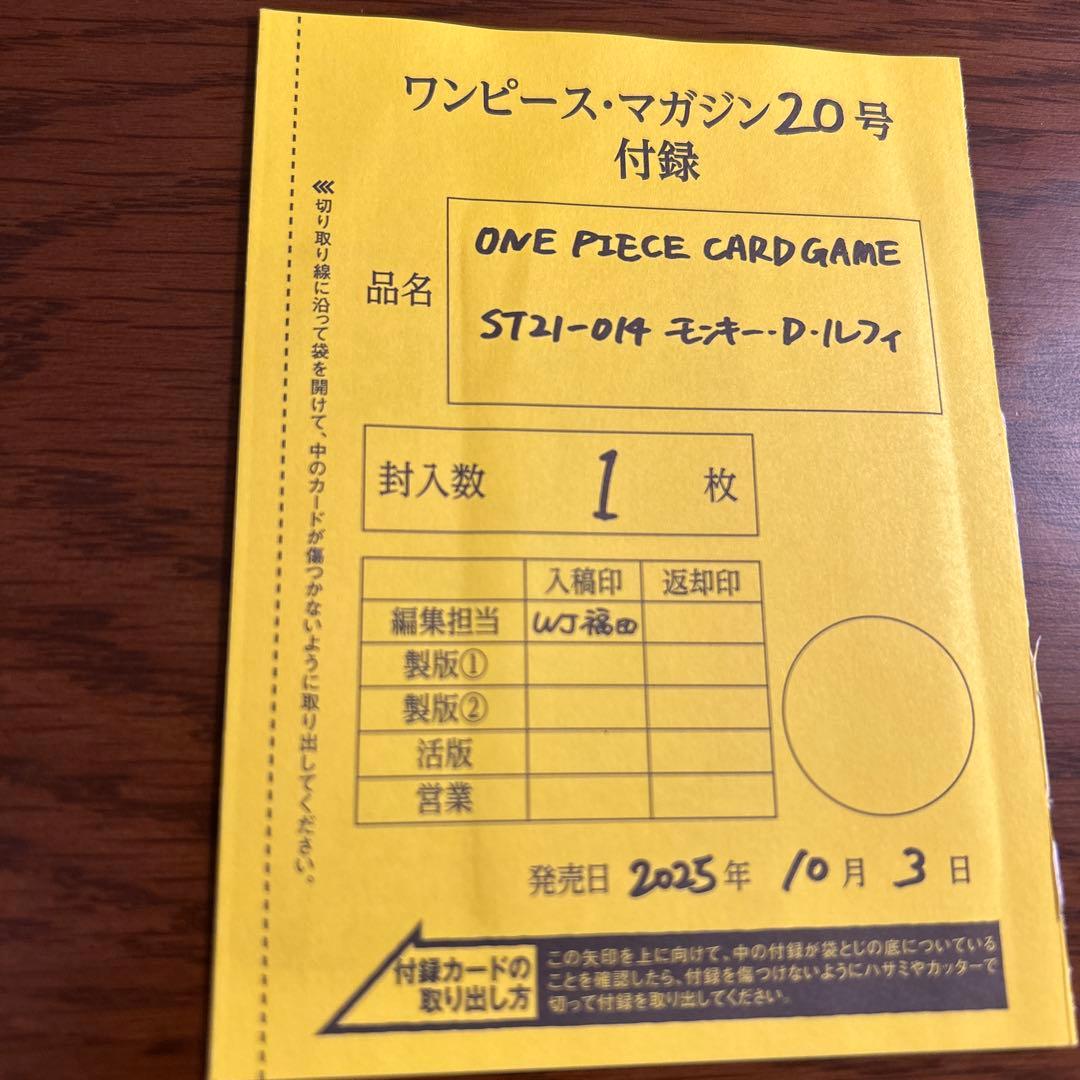 ワンピース・マガジン20号
付録
品名
ONE PIECE CARD GAME
ST21-014 モンキー・D・ルフィ
封入数 1 枚
入稿印 返却印
編集担当 WJ福田
製版①
製版②
活版
営業
発売日 2025年 10月 3日
付録カードの
取り出し方
この矢印を上に向けて、中の付録が袋とじの底についている
ことを確認したら、付録を傷つけないようにハサミやカッターで
切って付録を取り出してください。
<<<切り取り線に沿って袋を開けて、中のカードが傷つかないように取り出してください。